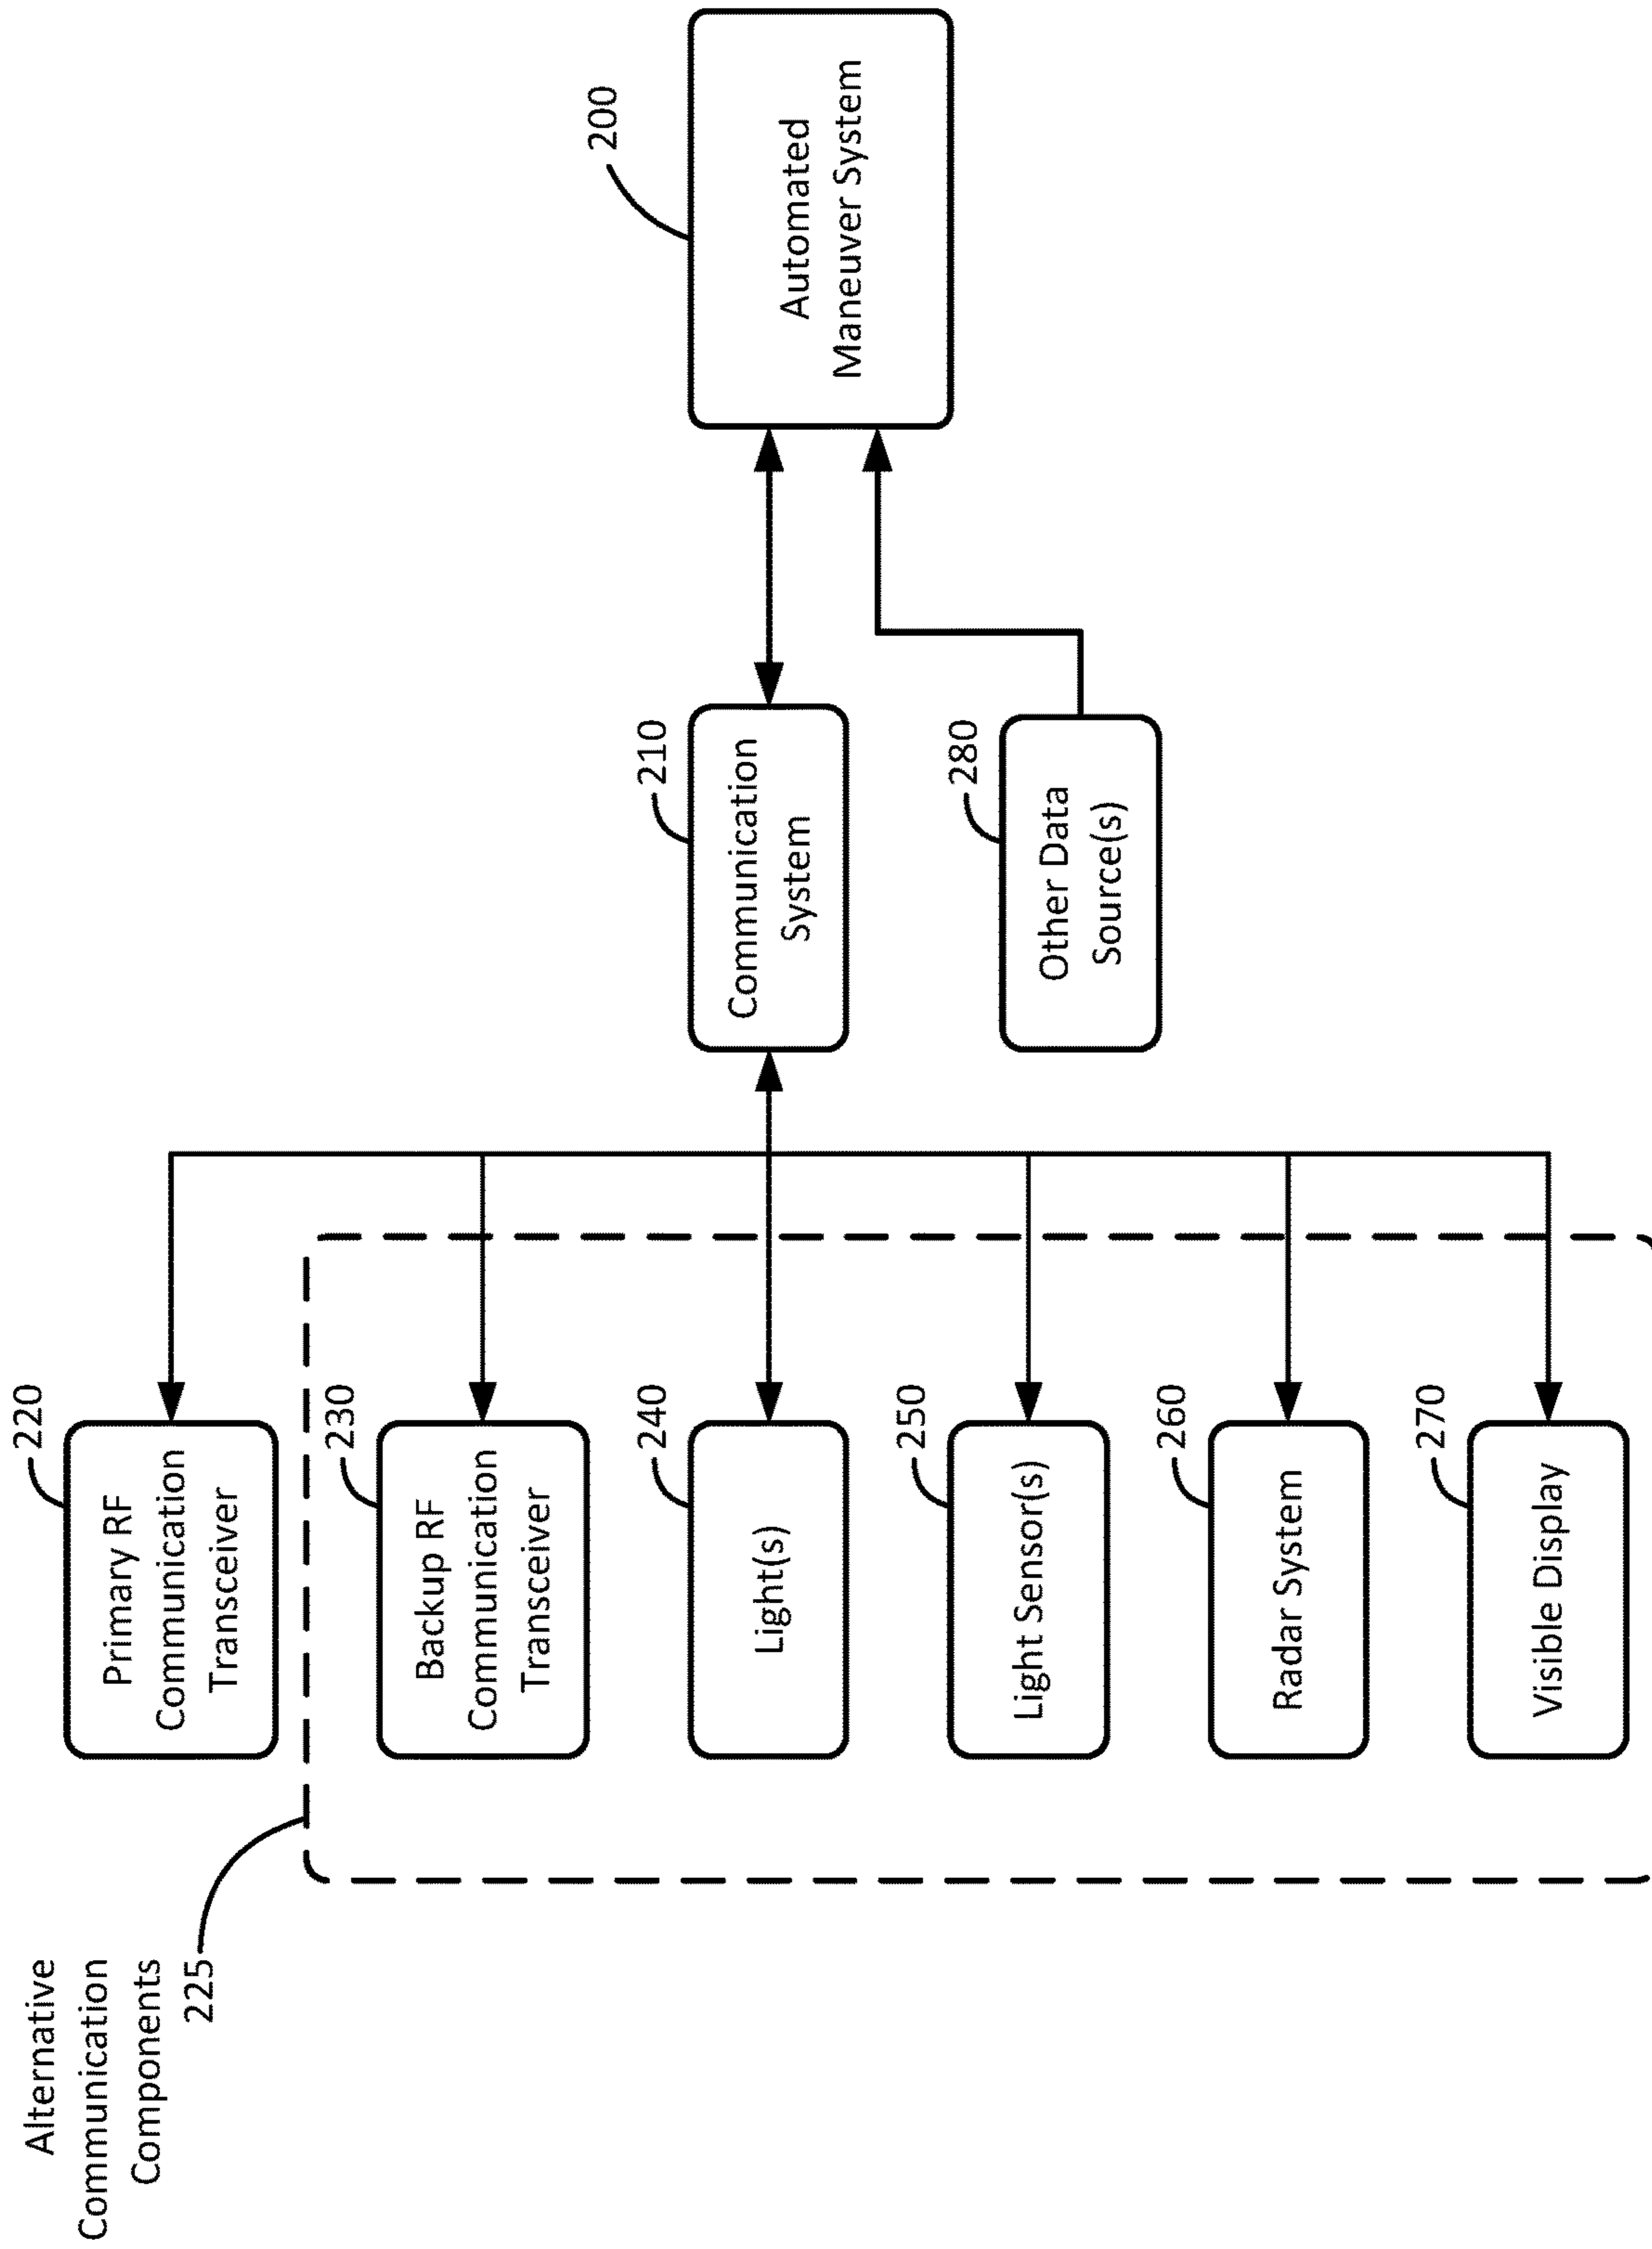 Alternative
Communication
Components
225
220
Primary RF
Communication
Transceiver
230
Backup RF
Communication
Transceiver
240
Light(s)
250
Light Sensor(s)
260
Radar System
270
Visible Display
210
Communication
System
280
Other Data
Source(s)
200
Automated
Maneuver System